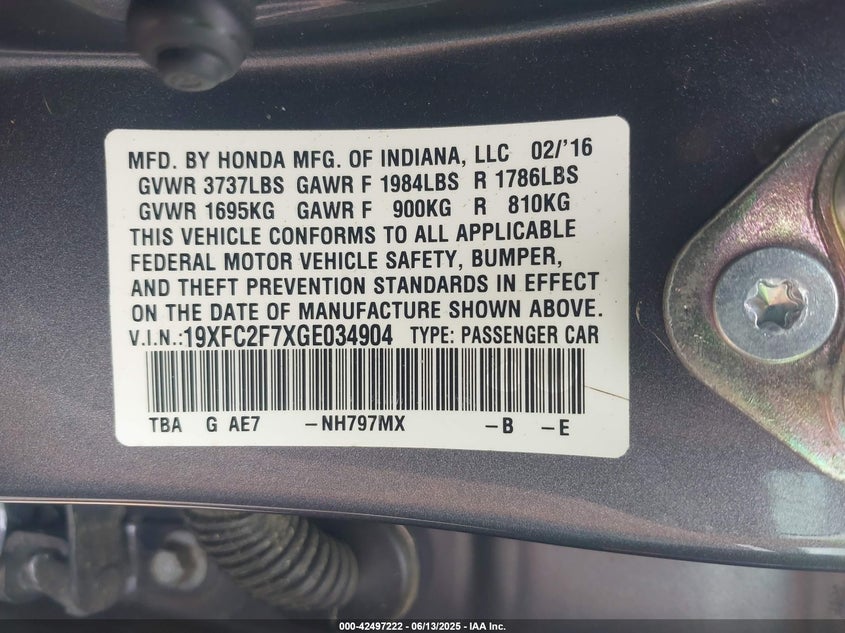 MFD. BY HONDA MFG. OF INDIANA, LLC 02/'16
GVWR 3737LBS GAWR F 1984LBS R 1786LBS
GVWR 1695KG GAWR F 900KG R 810KG
THIS VEHICLE CONFORMS TO ALL APPLICABLE
FEDERAL MOTOR VEHICLE SAFETY, BUMPER,
AND THEFT PREVENTION STANDARDS IN EFFECT
ON THE DATE OF MANUFACTURE SHOWN ABOVE.
V.I.N.:19XFC2F7XGE034904 TYPE: PASSENGER CAR
TBA G AE7 –NH797MX –B –E
000-42497222 - 06/13/2025 - IAA Inc.